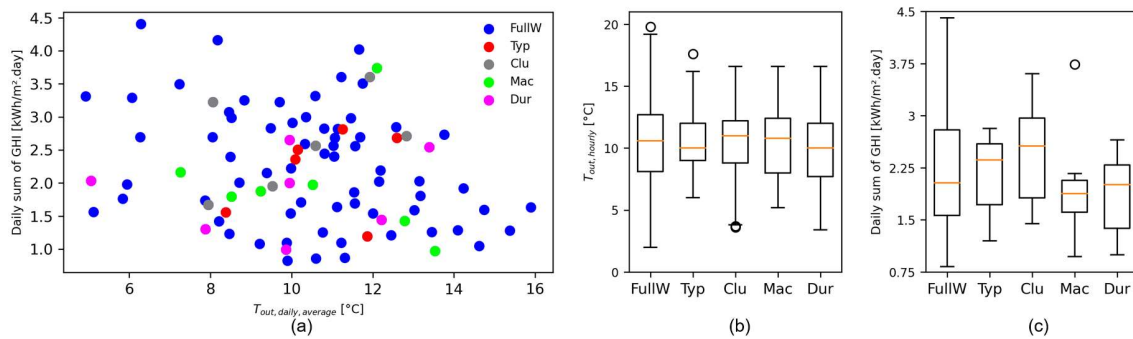 Daily sum of GHI [kWh/m².day]
4.5
4.0
3.5
3.0
2.5
2.0
1.5
1.0
FullW
Typ
Clu
Mac
Dur
6 8 10 12 14 16
T_out,daily_average [°C]
(a)
T_out,hourly [°C]
20
15
10
5
0
FullW Typ Clu Mac Dur
(b)
Daily sum of GHI [kWh/m².day)
4.5
3.75
3
2.25
1.5
0.75
FullW Typ Clu Mac Dur
(c)